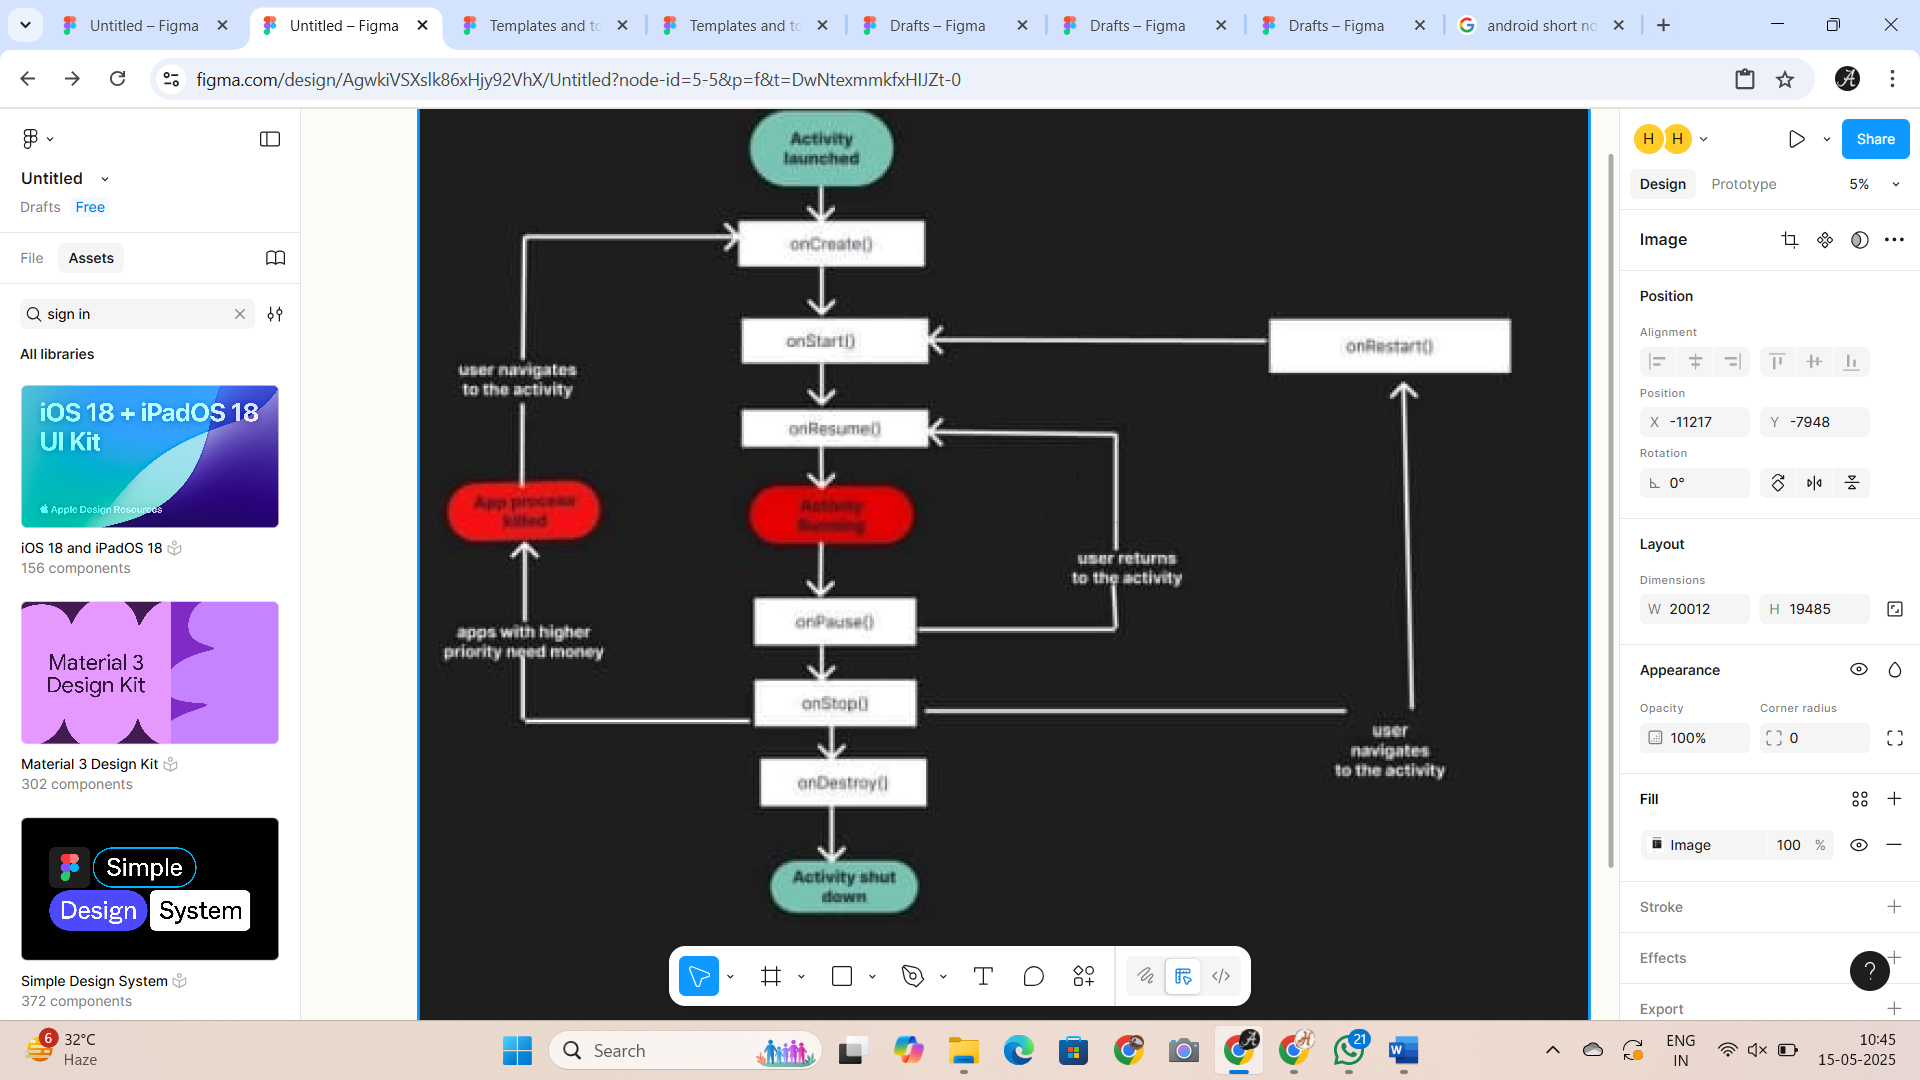 Untitled – Figma
Untitled – Figma
Templates and to
Templates and to
Drafts – Figma
Drafts – Figma
Drafts – Figma
android short no
figma.com/design/AgwkiVSXslk86xHjy92VhX/Untitled?node-id=5-5&p=f&t=DwNtexmmkfxHIJZt-0
Untitled
Drafts Free
File Assets
sign in
All libraries
iOS 18 + iPadOS 18
UI Kit
Apple Design Resources
iOS 18 and iPadOS 18
156 components
Material 3
Design Kit
Material 3 Design Kit
302 components
Simple
Design System
Simple Design System
372 components
Activity
launched
onCreate()
onStart()
onRestart()
user navigates
to the activity
onResume()
App process
killed
Activity
Running
user returns
to the activity
onPause()
apps with higher
priority need money
onStop()
user
navigates
to the activity
onDestroy()
Activity shut
down
H H
Share
Design Prototype 5%
Image
Position
Alignment
Position
X -11217 Y -7948
Rotation
0°
Layout
Dimensions
W 20012 H 19485
Appearance
Opacity Corner radius
100% 0
Fill
Image 100 %
Stroke
Effects
?
Export
6
32°C
Haze
Search
21
ENG
IN
10:45
15-05-2025